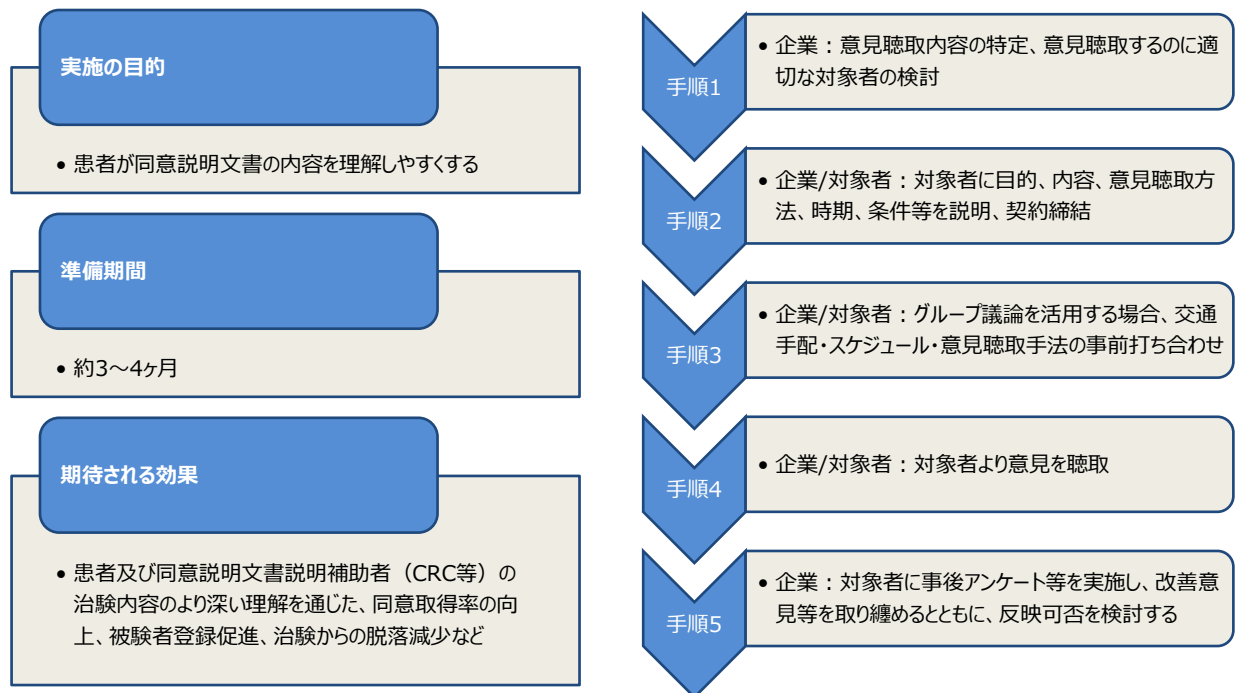 実施の目的
• 患者が同意説明文書の内容を理解しやすくする
準備期間
• 約3～4ヶ月
期待される効果
• 患者及び同意説明文書説明補助者（CRC等）の
治験内容のより深い理解を通じた、同意取得率の向
上、被験者登録促進、治験からの脱落減少など
手順1
• 企業：意見聴取内容の特定、意見聴取するのに適
切な対象者の検討
手順2
• 企業/対象者：対象者に目的、内容、意見聴取方
法、時期、条件等を説明、契約締結
手順3
• 企業/対象者：グループ議論を活用する場合、交通
手配・スケジュール・意見聴取手法の事前打ち合わせ
手順4
• 企業/対象者：対象者より意見を聴取
手順5
• 企業：対象者に事後アンケート等を実施し、改善意
見等を取り纏めるとともに、反映可否を検討する